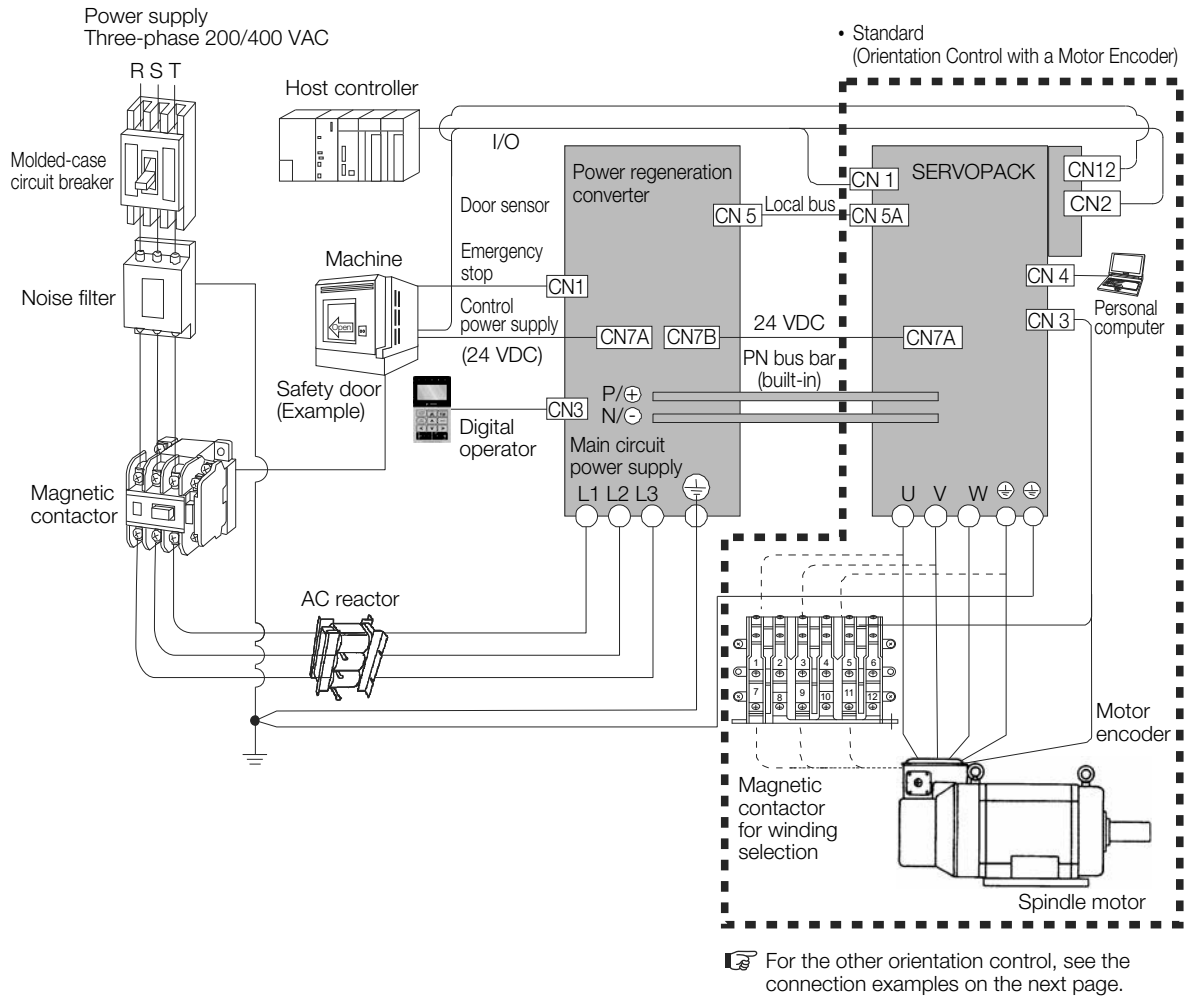 Power supply
Three-phase 200/400 VAC
R S T
Molded-case
circuit breaker
Noise filter
Magnetic
contactor
Host controller
I/O
Door sensor
Machine
Open
Emergency
stop
Control
power supply
(24 VDC)
Safety door
(Example)
Digital
operator
AC reactor
Power regeneration
converter
CN 5
CN1
CN7A
CN7B
CN3
P/⊕
N/⊖
Main circuit
power supply
L1 L2 L3
Local bus
24 VDC
PN bus bar
(built-in)
• Standard
(Orientation Control with a Motor Encoder)
SERVOPACK
CN 1
CN 5A
CN12
CN2
CN 4
CN 3
CN7A
Personal
computer
U V W
1 2 3 4 5 6
7 8 9 10 11 12
Magnetic
contactor
for winding
selection
Motor
encoder
Spindle motor
For the other orientation control, see the
connection examples on the next page.